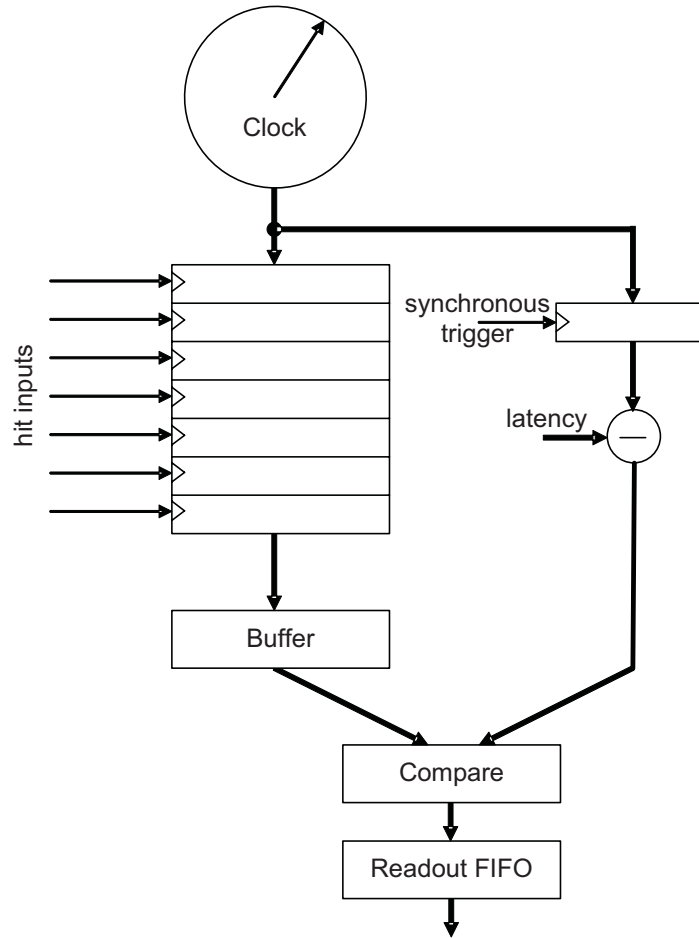 Clock
hit inputs
synchronous
trigger
latency
—
Buffer
Compare
Readout FIFO